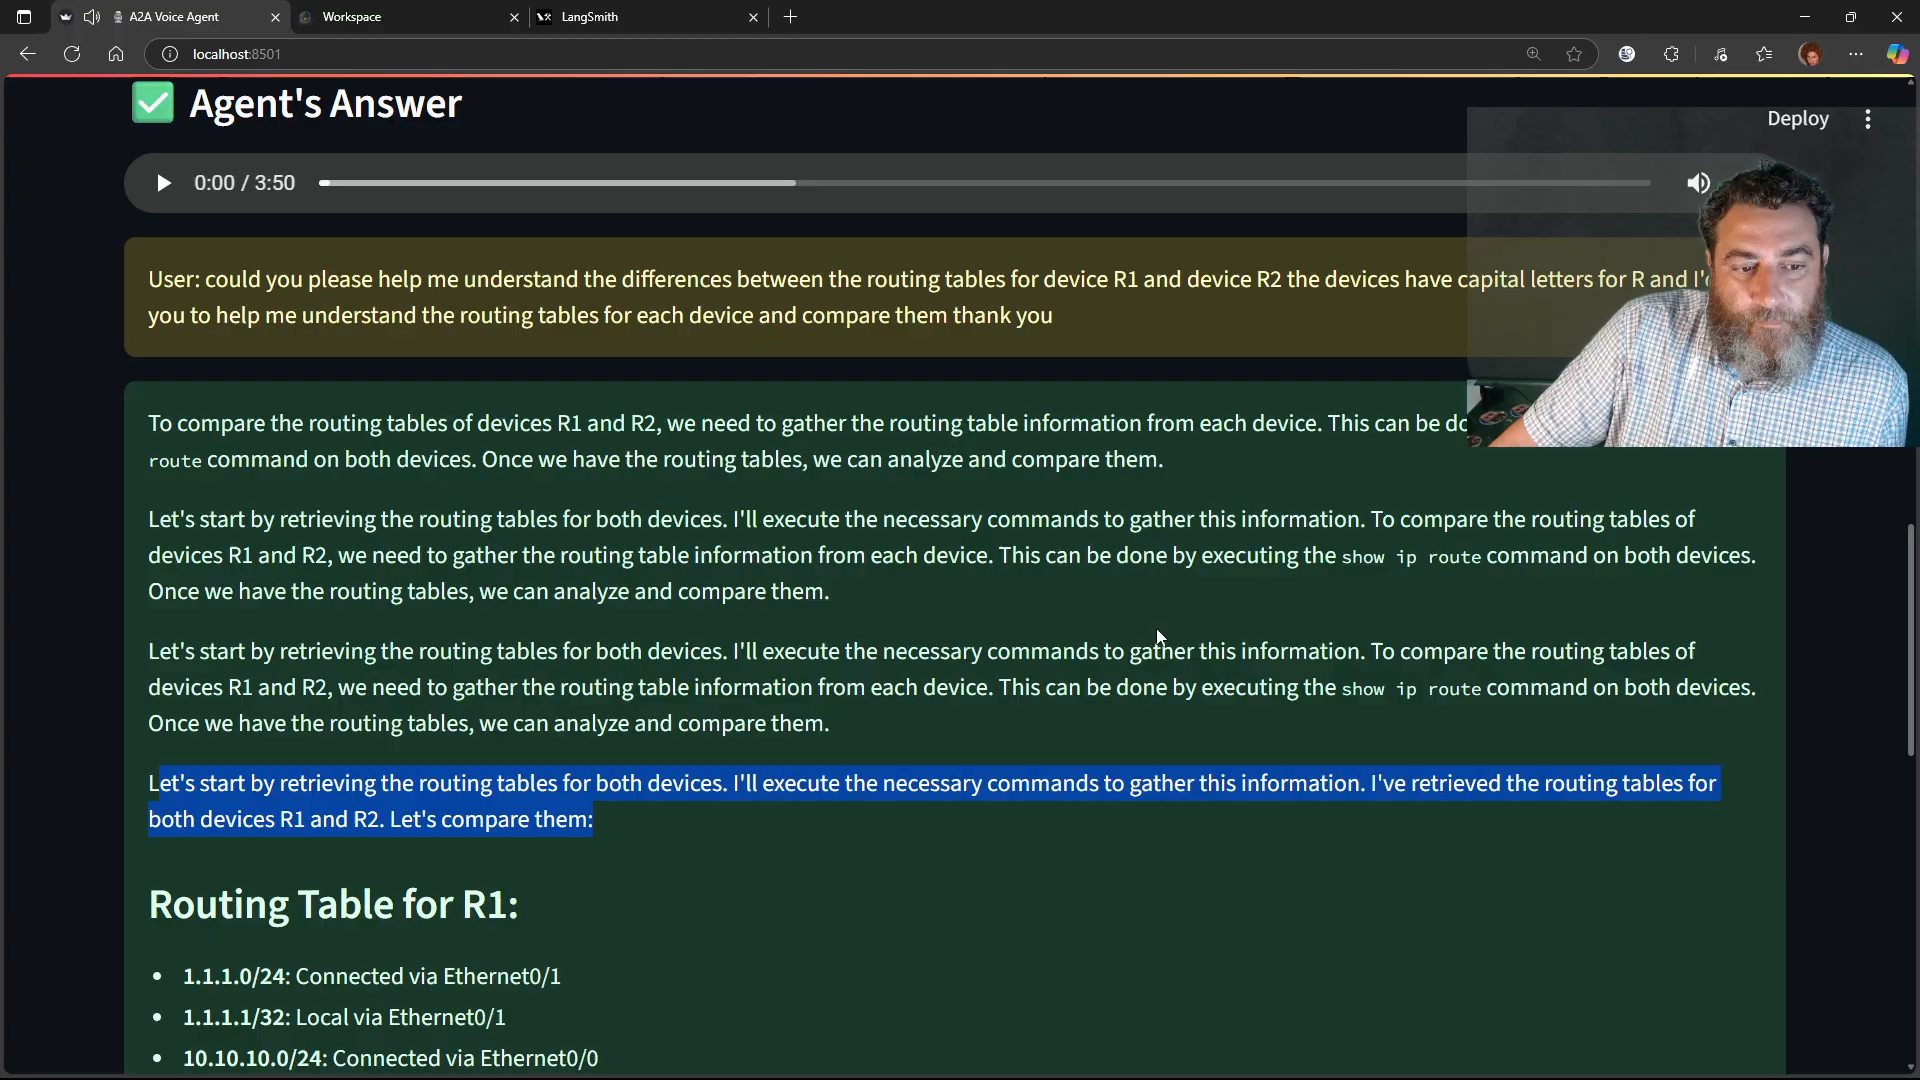 A2A Voice Agent
Workspace
LangSmith
localhost:8501
Agent's Answer
Deploy
0:00 / 3:50
User: could you please help me understand the differences between the routing tables for device R1 and device R2 the devices have capital letters for R and
you to help me understand the routing tables for each device and compare them thank you
To compare the routing tables of devices R1 and R2, we need to gather the routing table information from each device. This can be
route command on both devices. Once we have the routing tables, we can analyze and compare them.
Let's start by retrieving the routing tables for both devices. I'll execute the necessary commands to gather this information. To compare the routing tables of
devices R1 and R2, we need to gather the routing table information from each device. This can be done by executing the show ip route command on both devices.
Once we have the routing tables, we can analyze and compare them.
Let's start by retrieving the routing tables for both devices. I'll execute the necessary commands to gather this information. To compare the routing tables of
devices R1 and R2, we need to gather the routing table information from each device. This can be done by executing the show ip route command on both devices.
Once we have the routing tables, we can analyze and compare them.
Let's start by retrieving the routing tables for both devices. I'll execute the necessary commands to gather this information. I've retrieved the routing tables for
both devices R1 and R2. Let's compare them:
Routing Table for R1:
• 1.1.1.0/24: Connected via Ethernet0/1
• 1.1.1.1/32: Local via Ethernet0/1
• 10.10.10.0/24: Connected via Ethernet0/0